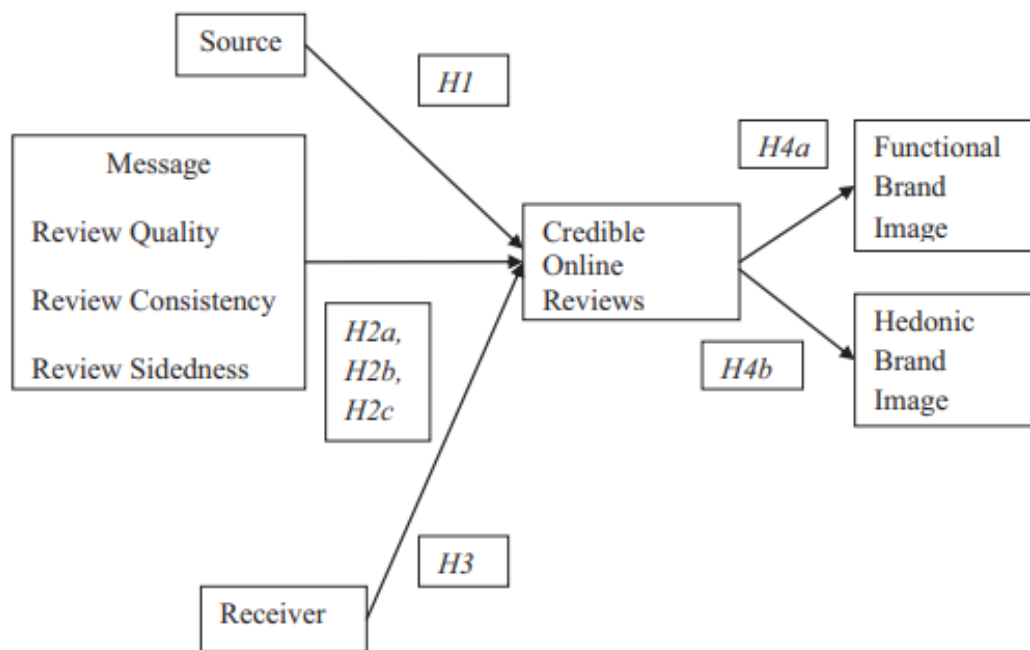 Source
H1
Message
Review Quality
Review Consistency
Review Sidedness
H2a,
H2b,
H2c
Receiver
H3
Credible
Online
Reviews
H4a
Functional
Brand
Image
H4b
Hedonic
Brand
Image